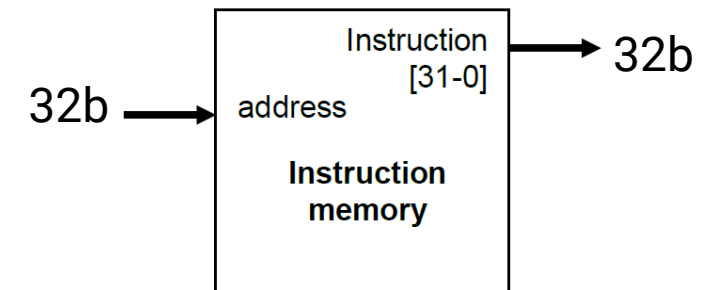 Instruction
[31-0]
32b
32b
address
Instruction
memory